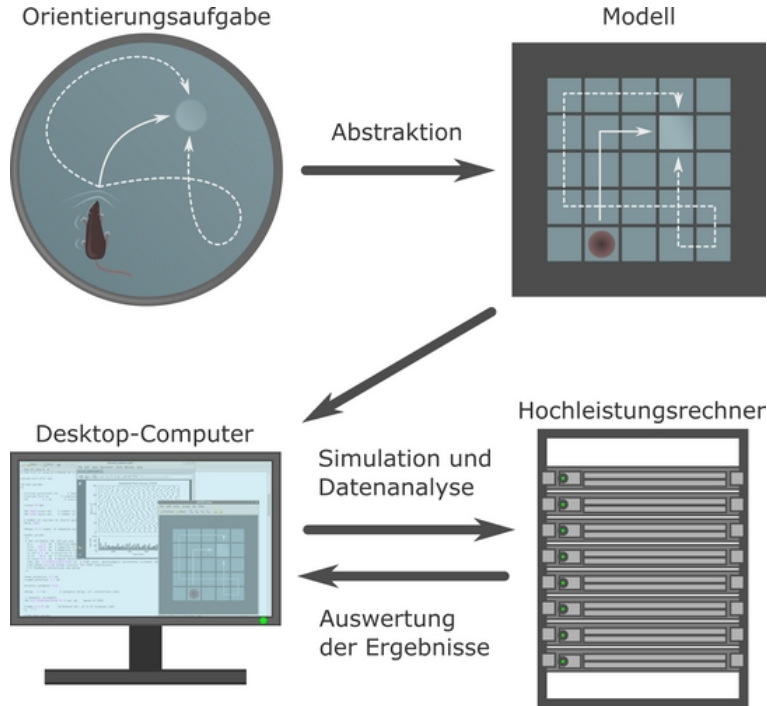 Orientierungsaufgabe
Modell
Abstraktion
Desktop-Computer
Hochleistungsrechner
Simulation und
Datenanalyse
Auswertung
der Ergebnisse